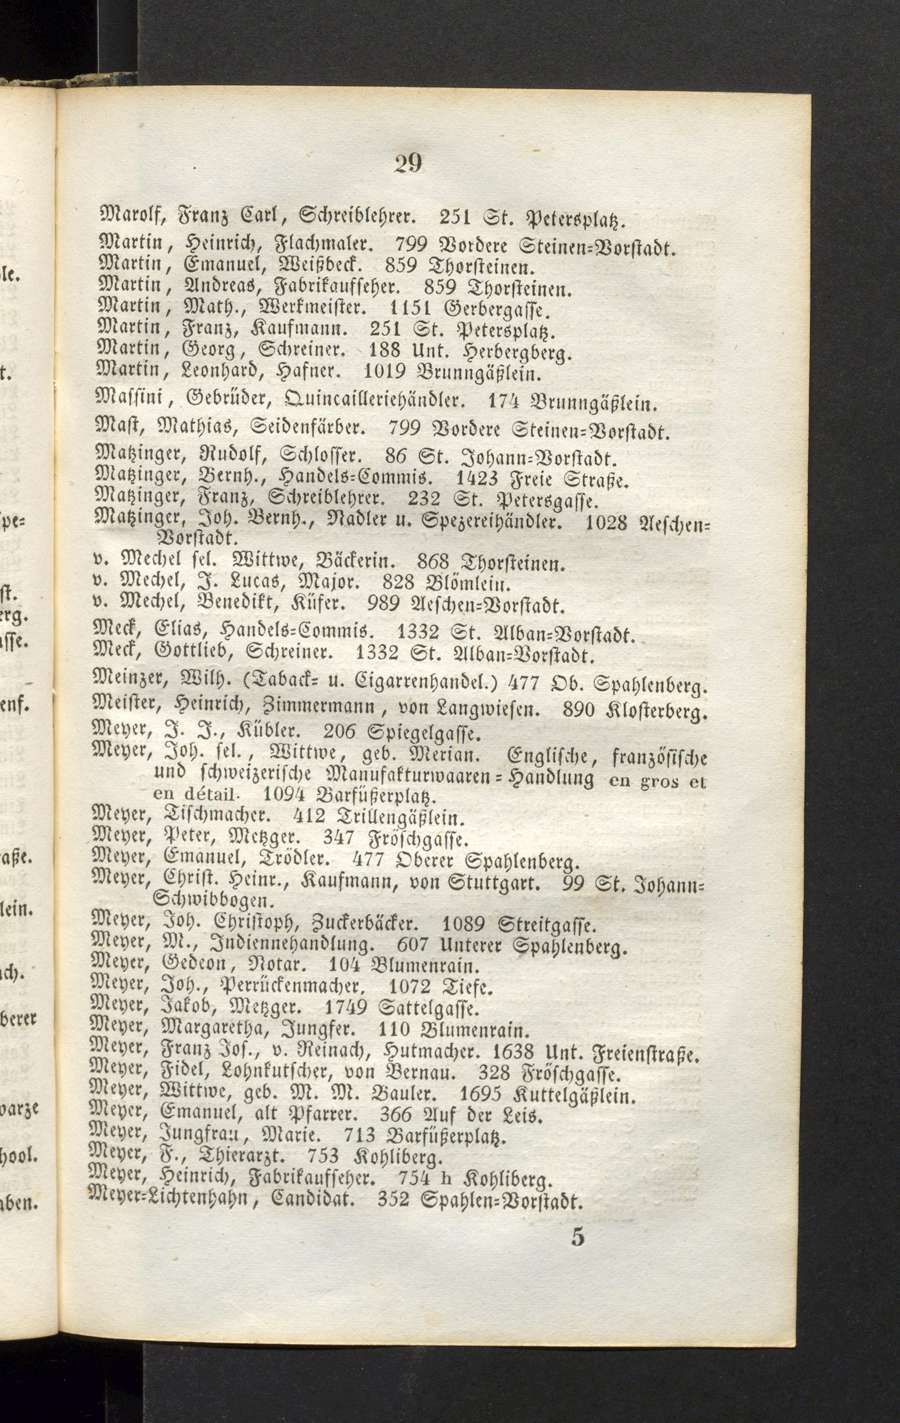 29
Marolf, Franz Carl, Schreiblehrer. 251 St. Petersplatz.
Martin, Heinrich, Flachmaler. 799 Vordere Steinen-Vorstadt.
Martin, Emanuel, Weißbeck. 859 Thorsteinen.
Martin, Andreas, Fabrikaufseher. 859 Thorsteinen.
Martin, Math., Werkmeister. 1151 Gerbergasse.
Martin, Franz, Kaufmann. 251 St. Petersplatz.
Martin, Georg, Schreiner. 188 Unt. Herbergberg.
Martin, Leonhard, Hafner. 1019 Brunngäßlein.
Massini, Gebrüder, Quincailleriehändler. 174 Brunngäßlein.
Mast, Mathias, Seidenfärber. 799 Vordere Steinen-Vorstadt.
Matzinger, Rudolf, Schlosser. 86 St. Johann-Vorstadt.
Matzinger, Bernh., Handels-Commis. 1423 Freie Straße.
Matzinger, Franz, Schreiblehrer. 232 St. Petersgasse.
Matzinger, Joh. Bernh., Nadler u. Spezereihändler. 1028 Aeschen-
Vorstadt.
v. Mechel sel. Wittwe, Bäckerin. 868 Thorsteinen.
v. Mechel, J. Lucas, Major. 828 Blömlein.
v. Mechel, Benedikt, Küfer. 989 Aeschen-Vorstadt.
Meck, Elias, Handels-Commis. 1332 St. Alban-Vorstadt.
Meck, Gottlieb, Schreiner. 1332 St. Alban-Vorstadt.
Meinzer, Wilh. (Taback- u. Cigarrenhandel.) 477 Ob. Spahlenberg.
Meister, Heinrich, Zimmermann, von Langwiesen. 890 Klosterberg.
Meyer, J. J., Kübler. 206 Spiegelgasse.
Meyer, Joh. sel., Wittwe, geb. Merian. Englische, französische
und schweizerische Manufakturwaaren-Handlung en gros et
en détail. 1094 Barfüßerplatz.
Meyer, Tischmacher. 412 Trillengäßlein.
Meyer, Peter, Metzger. 347 Fröschgasse.
Meyer, Emanuel, Trödler. 477 Oberer Spahlenberg.
Meyer, Christ. Heinr., Kaufmann, von Stuttgart. 99 St. Johann-
Schwibbogen.
Meyer, Joh. Christoph, Zuckerbäcker. 1089 Streitgasse.
Meyer, M., Indiennehandlung. 607 Unterer Spahlenberg.
Meyer, Gedeon, Notar. 104 Blumenrain.
Meyer, Joh., Perrückenmacher. 1072 Tiefe.
Meyer, Jakob, Metzger. 1749 Sattelgasse.
Meyer, Margaretha, Jungfer. 110 Blumenrain.
Meyer, Franz Jos., v. Reinach, Hutmacher. 1638 Unt. Freienstraße.
Meyer, Fidel, Lohnkutscher, von Bernau. 328 Fröschgasse.
Meyer, Wittwe, geb. M. M. Bauler. 1695 Kuttelgäßlein.
Meyer, Emanuel, alt Pfarrer. 366 Auf der Leis.
Meyer, Jungfrau, Marie. 713 Barfüßerplatz.
Meyer, F., Thierarzt. 753 Kohliberg.
Meyer, Heinrich, Fabrikaufseher. 754 h Kohliberg.
Meyer-Lichtenhahn, Candidat. 352 Spahlen-Vorstadt.
5